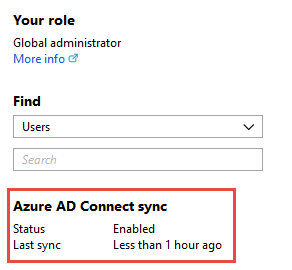 Your role
Global administrator
More info
Find
Users
Search
Azure AD Connect sync
Status Enabled
Last sync Less than 1 hour ago